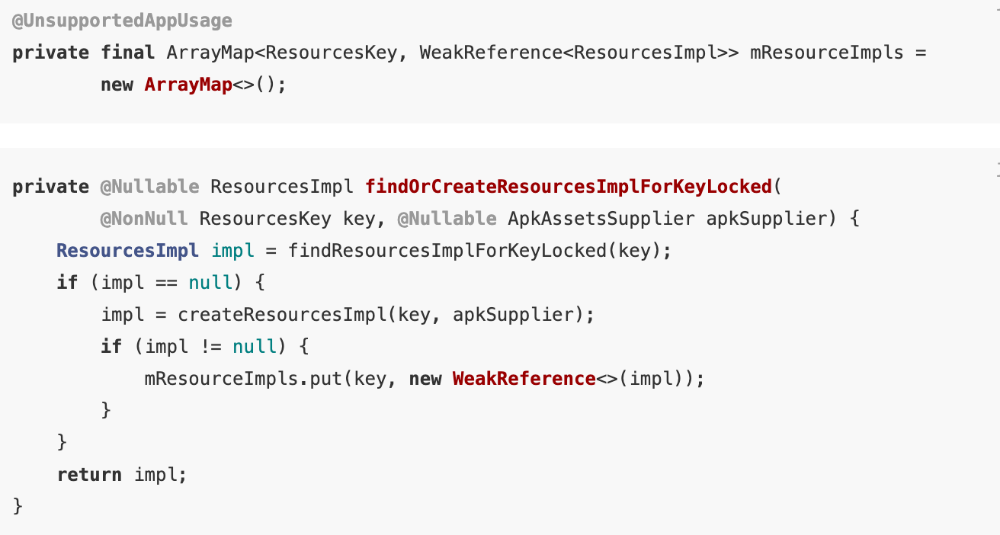 @UnsupportedAppUsage
private final ArrayMap<ResourcesKey, WeakReference<ResourcesImpl>> mResourceImpls =
        new ArrayMap<>();
private @Nullable ResourcesImpl findOrCreateResourcesImplForKeyLocked(
        @NonNull ResourcesKey key, @Nullable ApkAssetsSupplier apkSupplier) {
    ResourcesImpl impl = findResourcesImplForKeyLocked(key);
    if (impl == null) {
        impl = createResourcesImpl(key, apkSupplier);
        if (impl != null) {
            mResourceImpls.put(key, new WeakReference<>(impl));
        }
    }
    return impl;
}